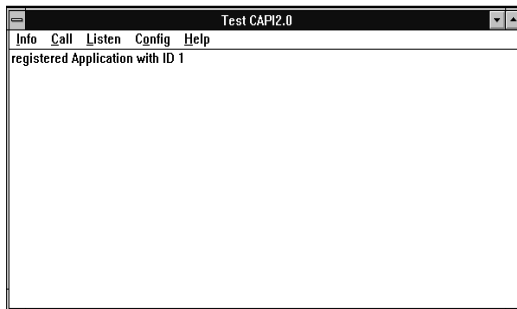 Test CAPI2.0
Info Call Listen Config Help
registered Application with ID 1